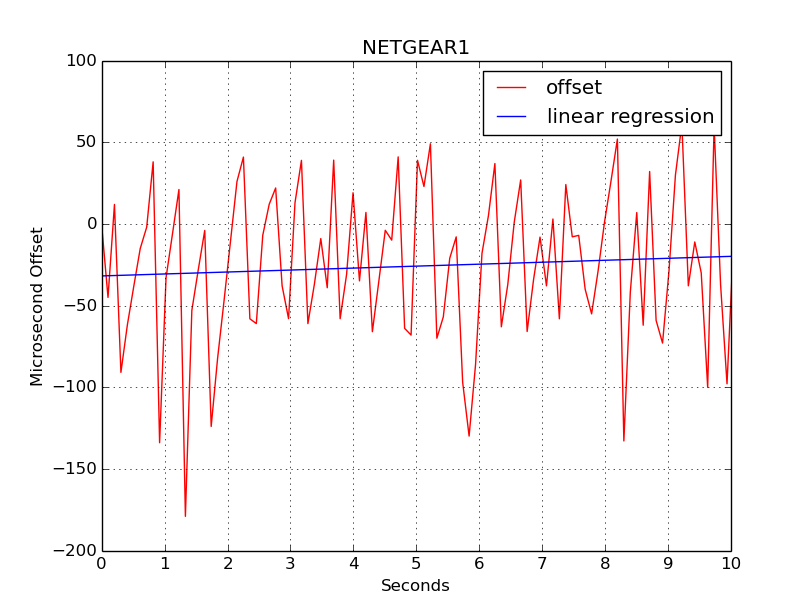 NETGEAR1
offset
linear regression
100
50
0
−50
−100
−150
−200
Microsecond Offset
0 1 2 3 4 5 6 7 8 9 10
Seconds